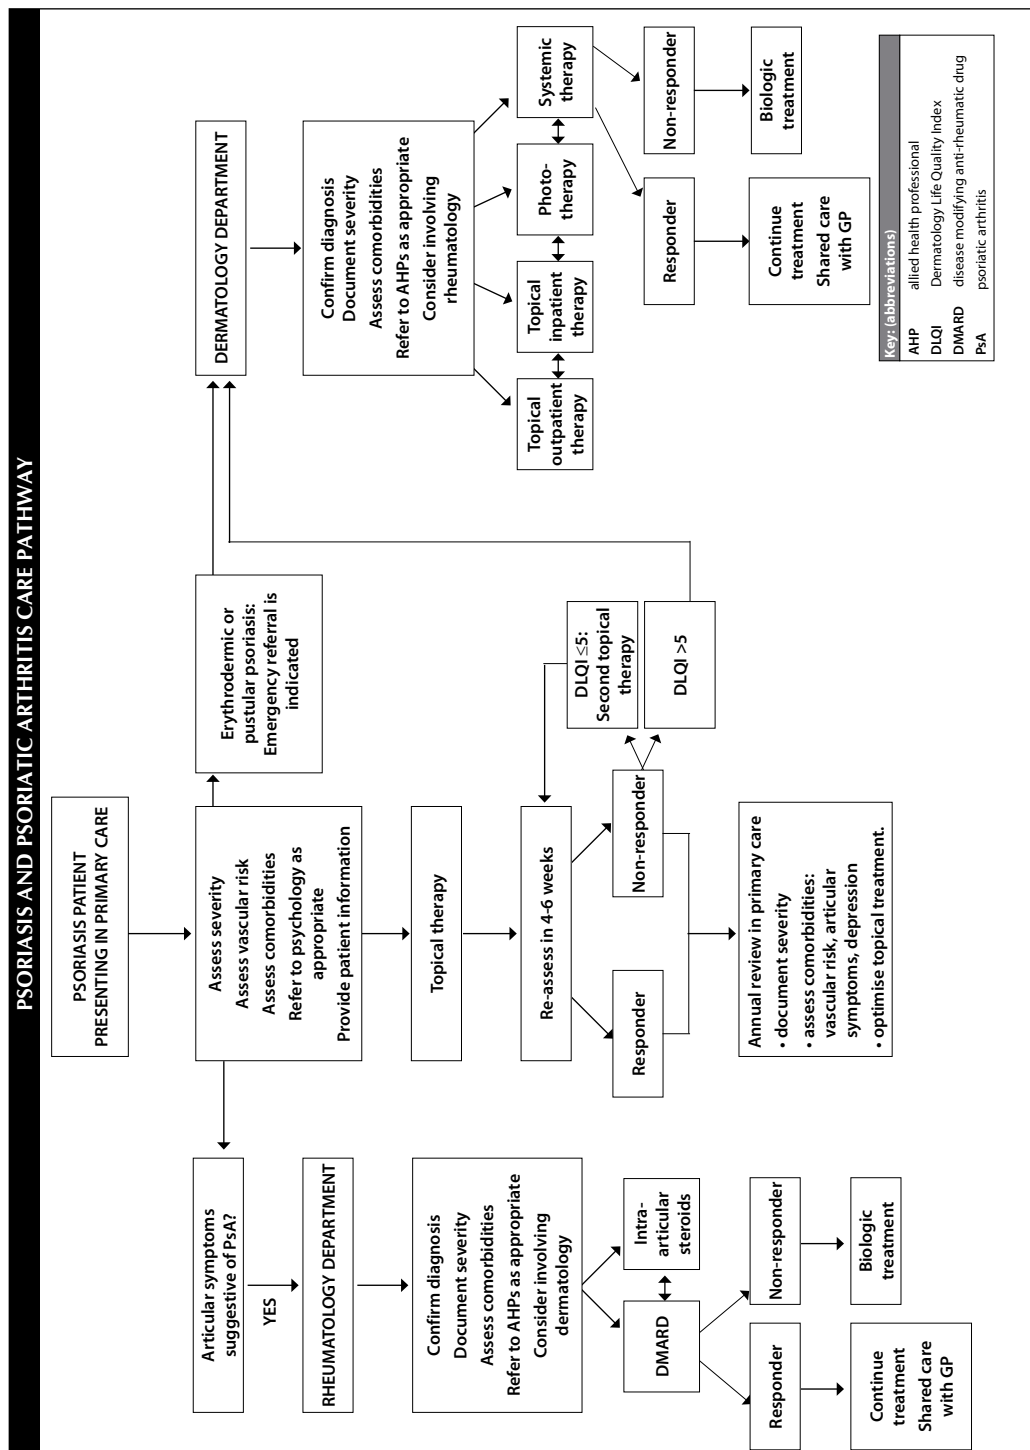 PSORIASIS AND PSORIATIC ARTHRITIS CARE PATHWAY
PSORIASIS PATIENT
PRESENTING IN PRIMARY CARE
Articular symptoms
suggestive of PsA?
YES
RHEUMATOLOGY DEPARTMENT
Confirm diagnosis
Document severity
Assess comorbidities
Refer to AHPs as appropriate
Consider involving
dermatology
DMARD
Intra-
articular
steroids
Responder
Non-responder
Continue
treatment
Shared care
with GP
Biologic
treatment
Assess severity
Assess vascular risk
Assess comorbidities
Refer to psychology as
appropriate
Provide patient information
Topical therapy
Re-assess in 4-6 weeks
Responder
Non-responder
Annual review in primary care
• document severity
• assess comorbidities:
vascular risk, articular
symptoms, depression
• optimise topical treatment.
Erythrodermic or
pustular psoriasis:
Emergency referral is
indicated
DLQI ≤5:
Second topical
therapy
DLQI >5
DERMATOLOGY DEPARTMENT
Confirm diagnosis
Document severity
Assess comorbidities
Refer to AHPs as appropriate
Consider involving
rheumatology
Topical
outpatient
therapy
Topical
inpatient
therapy
Photo-
therapy
Systemic
therapy
Responder
Non-responder
Continue
treatment
Shared care
with GP
Biologic
treatment
Key: (abbreviations)
AHP allied health professional
DLQI Dermatology Life Quality Index
DMARD disease modifying anti-rheumatic drug
PsA psoriatic arthritis